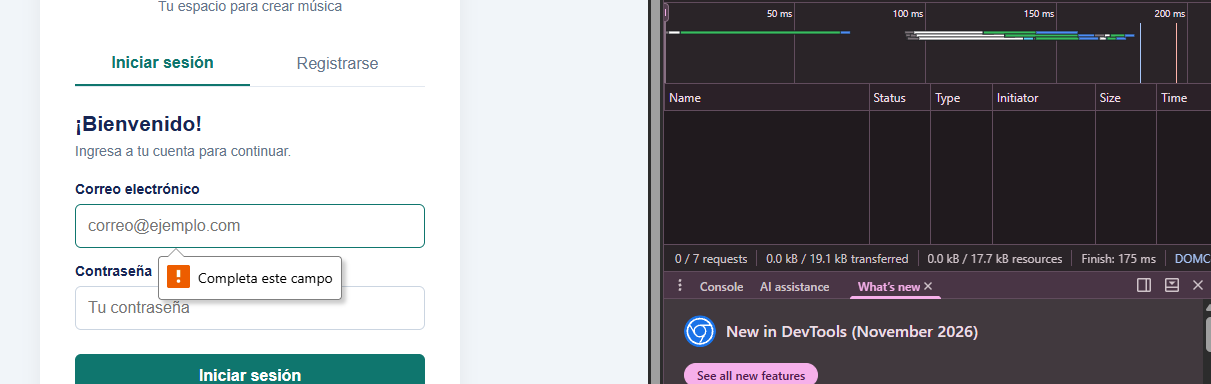 Tu espacio para crear música
Iniciar sesión Registrarse
¡Bienvenido!
Ingresa a tu cuenta para continuar.
Correo electrónico
correo@ejemplo.com
Contraseña
Completa este campo
Tu contraseña
Iniciar sesión
50 ms 100 ms 150 ms 200 ms
Name Status Type Initiator Size Time
0 / 7 requests 0.0 kB / 19.1 kB transferred 0.0 kB / 17.7 kB resources Finish: 175 ms DOMC
Console AI assistance What's new
New in DevTools (November 2026)
See all new features